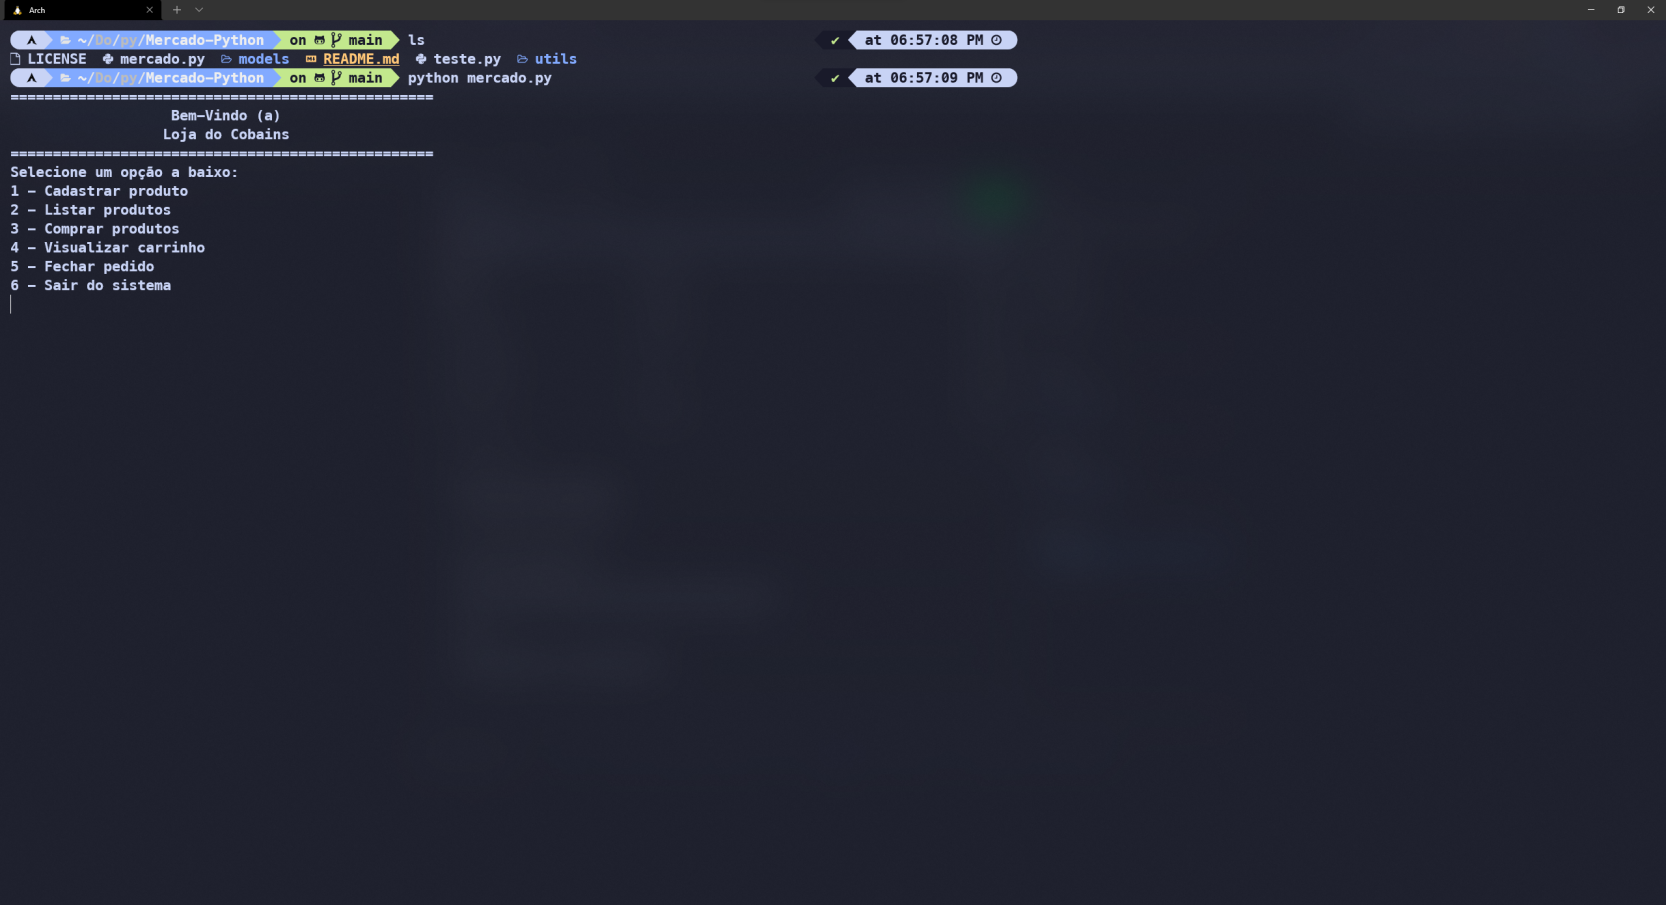 Arch
~/Do/py/Mercado-Python on main ls ✔ at 06:57:08 PM
LICENSE mercado.py models README.md teste.py utils
~/Do/py/Mercado-Python on main python mercado.py ✔ at 06:57:09 PM
==================================================
Bem-Vindo (a)
Loja do Cobains
==================================================
Selecione um opção a baixo:
1 - Cadastrar produto
2 - Listar produtos
3 - Comprar produtos
4 - Visualizar carrinho
5 - Fechar pedido
6 - Sair do sistema